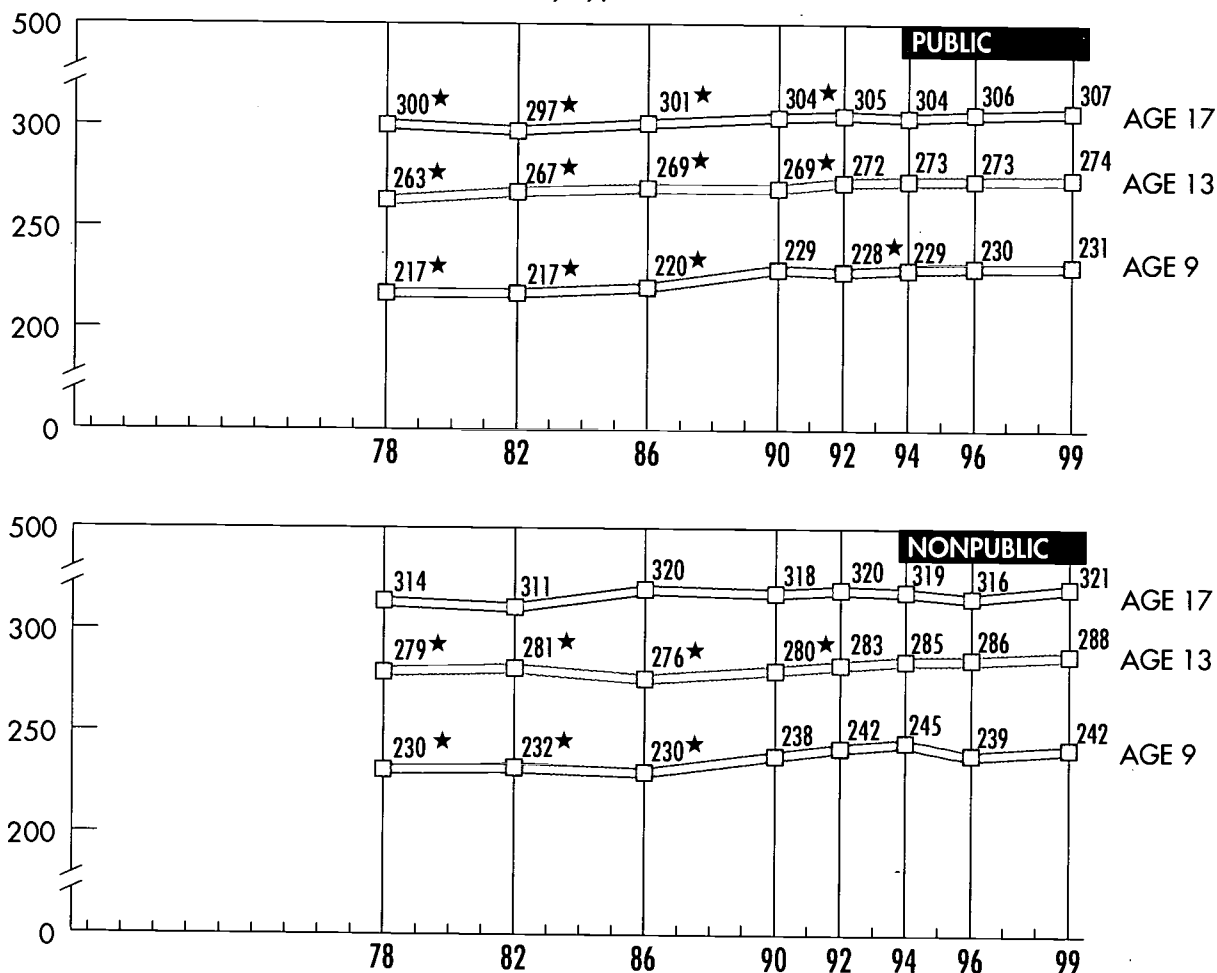 500
PUBLIC
300★ 297★ 301★ 304★ 305 304 306 307
300
AGE 17
263★ 267★ 269★ 269★ 272 273 273 274
AGE 13
250
217★ 217★ 220★ 229 228★ 229 230 231
AGE 9
200
0
78 82 86 90 92 94 96 99
500
NONPUBLIC
314 311 320 318 320 319 316 321
AGE 17
300
279★ 281★ 276★ 280★ 283 285 286 288
AGE 13
250
230★ 232★ 230★ 238 242 245 239 242
AGE 9
200
0
78 82 86 90 92 94 96 99